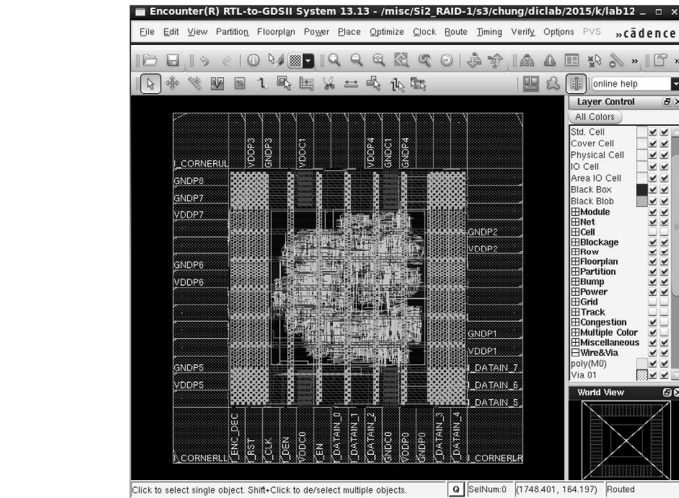 Encounter(R) RTL-to-GDSII System 13.13 - /misc/Si2_RAID-1/s3/chung/diclab/2015/k/lab12
File Edit View Partition Floorplan Power Place Optimize Clock Route Timing Verify Options PVS »cādence
online help
Layer Control
All Colors
Std. Cell
Cover Cell
Physical Cell
IO Cell
Area IO Cell
Black Box
Black Blob
Module
Net
Cell
Blockage
Row
Floorplan
Partition
Bump
Power
Grid
Track
Congestion
Multiple Color
Miscellaneous
Wire&Via
poly(M0)
Via 01
World View
VDDP3
GNDP3
VDDC1
VDDP4
GNDC1
GNDP4
I_CORNERUL
GNDP8
GNDP7
VDDP7
GNDP6
VDDP6
GNDP5
VDDP5
GNDP2
VDDP2
GNDP1
VDDP1
I_DATAIN_7
I_DATAIN_6
I_DATAIN_5
I_CORNERLL
I_ENC_DEC
I_RST
I_CLK
I_DEN
VDDC0
I_EN
I_DATAIN_0
I_DATAIN_1
I_DATAIN_2
GNDC0
VDDP0
GNDP0
I_DATAIN_3
I_DATAIN_4
I_CORNERLR
Click to select single object. Shift+Click to de/select multiple objects. Q SelNum:0 (1748.401, 164.197) Routed